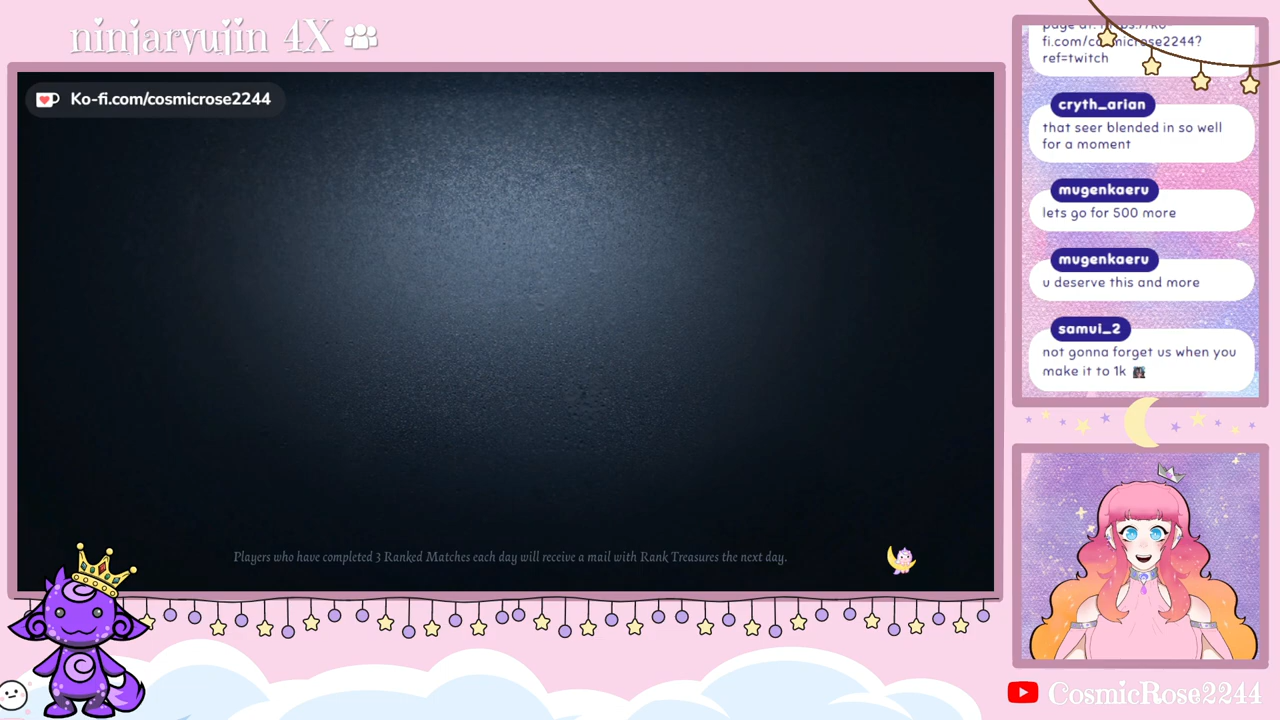 ninjaryujin 4X
Ko-fi.com/cosmicrose2244
Players who have completed 3 Ranked Matches each day will receive a mail with Rank Treasures the next day.
fi.com/cosmicrose2244?
ref=twitch
cryth_arian
that seer blended in so well
for a moment
mugenkaeru
lets go for 500 more
mugenkaeru
u deserve this and more
samui_2
not gonna forget us when you
make it to 1k
CosmicRose2244